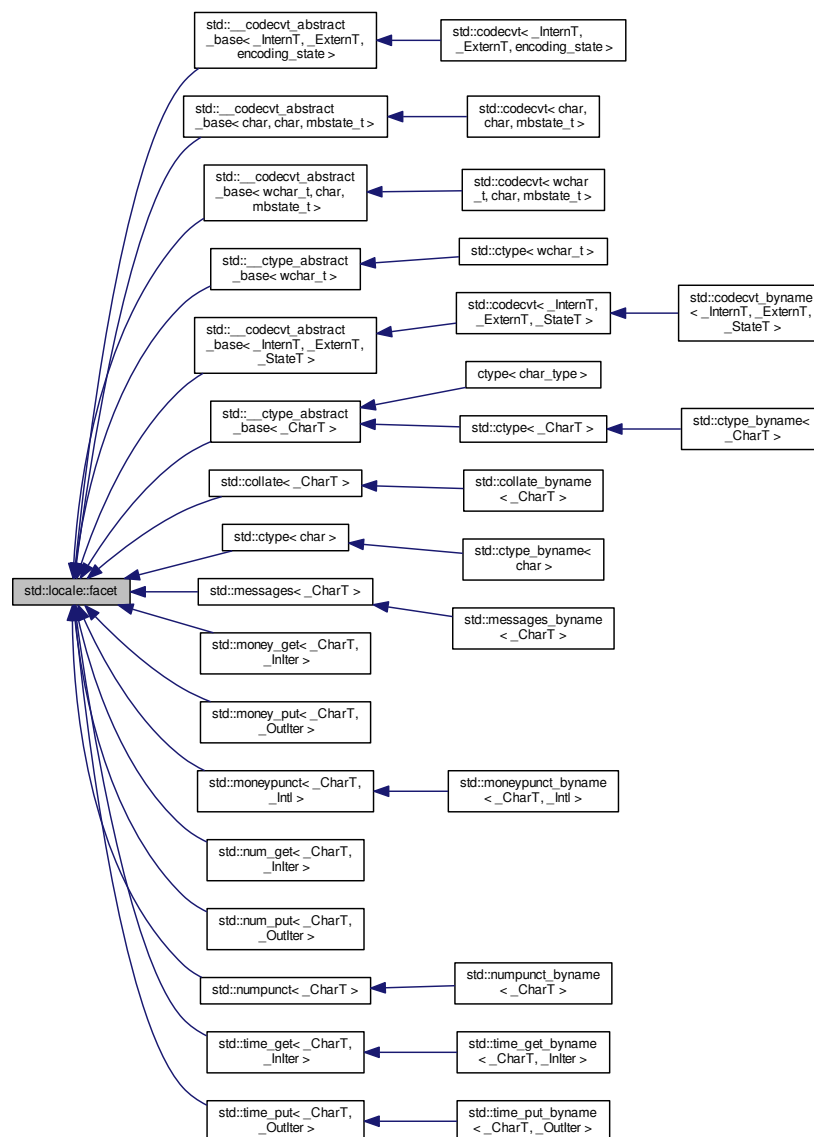 std::__codecvt_abstract
_base< _InternT, _ExternT,
encoding_state >
std::codecvt< _InternT,
_ExternT, encoding_state >
std::__codecvt_abstract
_base< char, char, mbstate_t >
std::codecvt< char,
char, mbstate_t >
std::__codecvt_abstract
_base< wchar_t, char,
mbstate_t >
std::codecvt< wchar
_t, char, mbstate_t >
std::__ctype_abstract
_base< wchar_t >
std::ctype< wchar_t >
std::__codecvt_abstract
_base< _InternT, _ExternT,
_StateT >
std::codecvt< _InternT,
_ExternT, _StateT >
std::codecvt_byname
< _InternT, _ExternT,
_StateT >
std::__ctype_abstract
_base< _CharT >
ctype< char_type >
std::ctype< _CharT >
std::ctype_byname<
_CharT >
std::collate< _CharT >
std::collate_byname
< _CharT >
std::ctype< char >
std::ctype_byname<
char >
std::locale::facet
std::messages< _CharT >
std::messages_byname
< _CharT >
std::money_get< _CharT,
_InIter >
std::money_put< _CharT,
_OutIter >
std::moneypunct< _CharT,
_Intl >
std::moneypunct_byname
< _CharT, _Intl >
std::num_get< _CharT,
_InIter >
std::num_put< _CharT,
_OutIter >
std::numpunct< _CharT >
std::numpunct_byname
< _CharT >
std::time_get< _CharT,
_InIter >
std::time_get_byname
< _CharT, _InIter >
std::time_put< _CharT,
_OutIter >
std::time_put_byname
< _CharT, _OutIter >